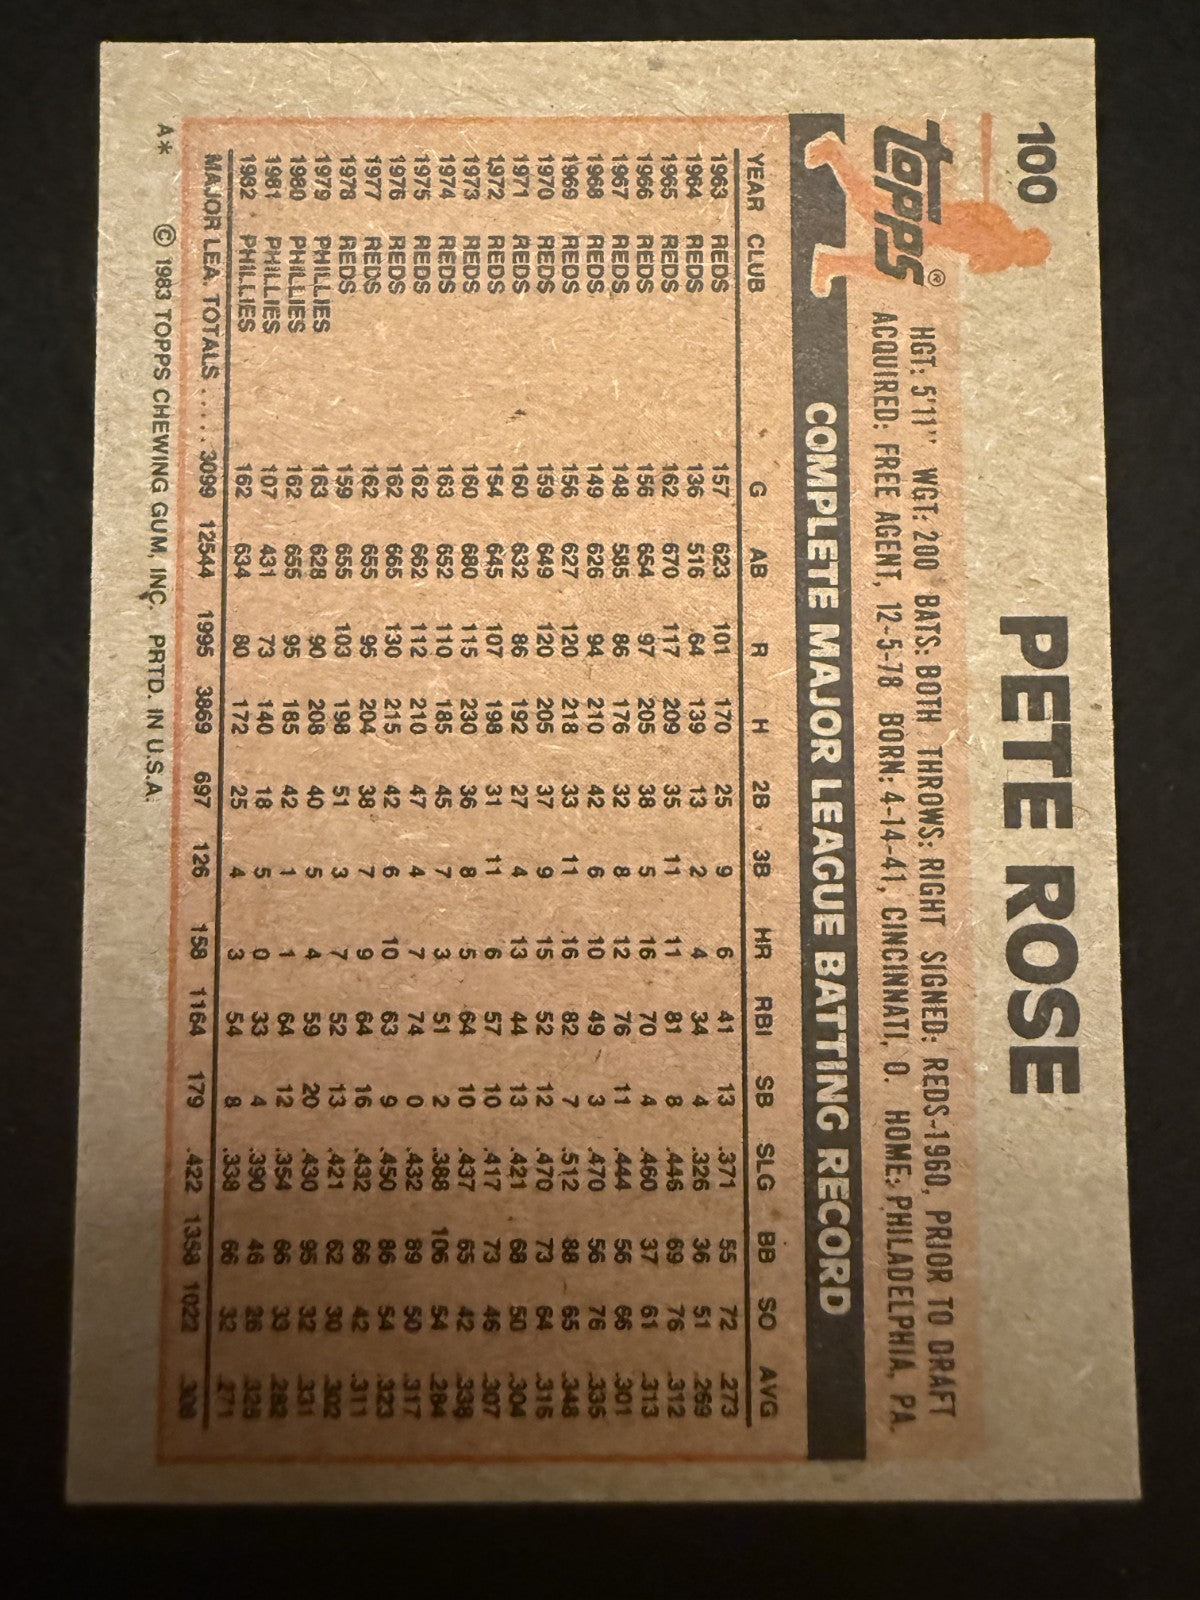 100 PETE ROSE
topps®
HGT: 5'11" WGT: 200 BATS: BOTH THROWS: RIGHT SIGNED: REDS-1960, PRIOR TO DRAFT
ACQUIRED: FREE AGENT, 12-5-78 BORN: 4-14-41, CINCINNATI, O. HOME: PHILADELPHIA, PA.
COMPLETE MAJOR LEAGUE BATTING RECORD
YEAR CLUB G AB R H 2B 3B HR RBI SB SLG BB SO AVG
1963 REDS 157 623 101 170 25 9 6 41 13 .371 55 72 .273
1964 REDS 136 516 64 139 13 2 4 34 4 .326 36 51 .269
1965 REDS 162 670 117 209 35 11 11 81 8 .446 69 76 .312
1966 REDS 156 654 97 205 38 5 16 70 4 .460 37 61 .313
1967 REDS 148 585 86 176 32 8 12 76 11 .444 56 66 .301
1968 REDS 149 626 94 210 42 6 10 49 3 .470 56 76 .335
1969 REDS 156 627 120 218 33 11 16 82 7 .512 88 65 .348
1970 REDS 159 649 120 205 37 9 15 52 12 .470 73 64 .316
1971 REDS 160 632 86 192 27 4 13 44 13 .421 68 50 .304
1972 REDS 154 645 107 198 31 11 6 57 10 .417 73 46 .307
1973 REDS 160 680 115 230 36 8 5 64 10 .437 65 42 .338
1974 REDS 163 652 110 185 45 7 3 51 2 .388 106 54 .284
1975 REDS 162 662 112 210 47 4 7 74 0 .432 89 50 .317
1976 REDS 162 665 130 215 42 6 10 63 9 .450 86 54 .323
1977 REDS 162 655 95 204 38 7 9 64 16 .432 66 42 .311
1978 REDS 159 655 103 198 51 3 7 52 13 .421 62 30 .302
1979 PHILLIES 163 628 90 208 40 5 4 59 20 .430 95 32 .331
1980 PHILLIES 162 655 95 185 42 1 1 64 12 .354 66 33 .282
1981 PHILLIES 107 431 73 140 18 5 0 33 4 .390 46 26 .325
1982 PHILLIES 162 634 80 172 25 4 3 54 8 .338 66 32 .271
MAJOR LEA. TOTALS ..... 3099 12544 1995 3869 697 126 158 1164 179 .422 1358 1022 .308
A* © 1983 TOPPS CHEWING GUM, INC. PRTD. IN U.S.A.